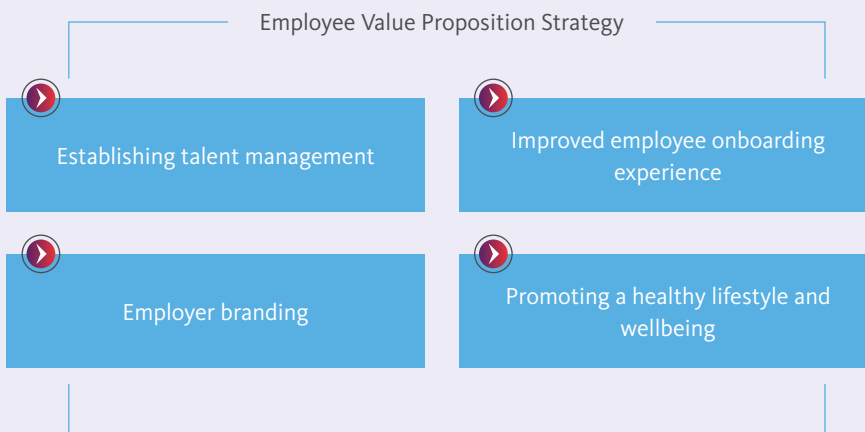 Employee Value Proposition Strategy
Establishing talent management
Improved employee onboarding
experience
Employer branding
Promoting a healthy lifestyle and
wellbeing